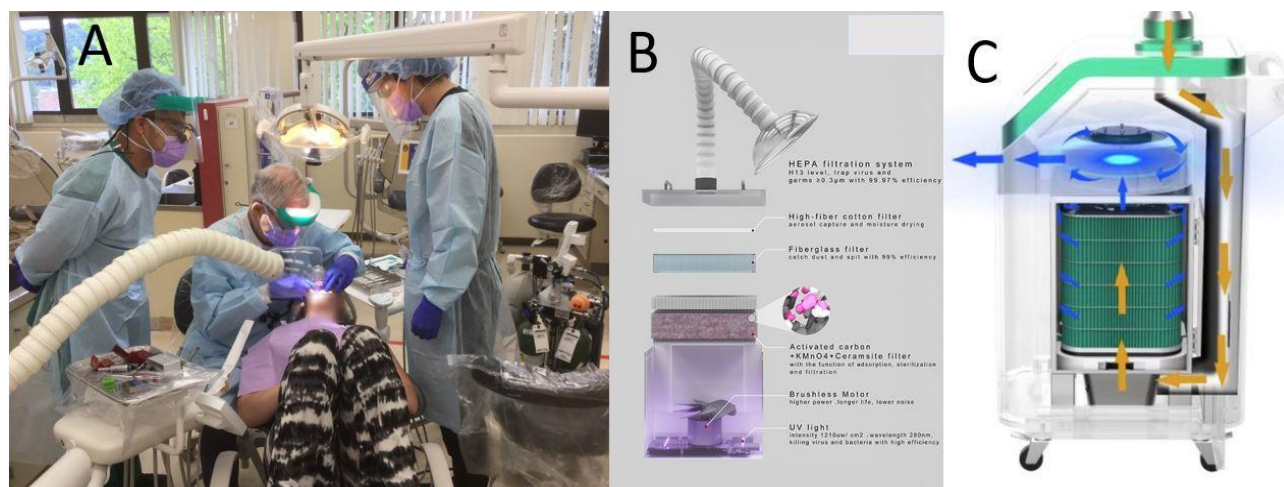 A
B
HEPA filtration system
H13 level, trap virus and
germs ≥0.3μm with 99.97% efficiency
High-fiber cotton filter
aerosol capture and moisture drying
Fiberglass filter
catch dust and spit with 99% efficiency
Activated carbon
+KMnO4+Ceramsite filter
with the function of adsorption, sterilization
and filtration
Brushless Motor
higher power ,longer life, lower noise
UV light
intensity 1210uw/ cm2 , wavelength 280nm,
killing virus and bacteria with high efficiency
C